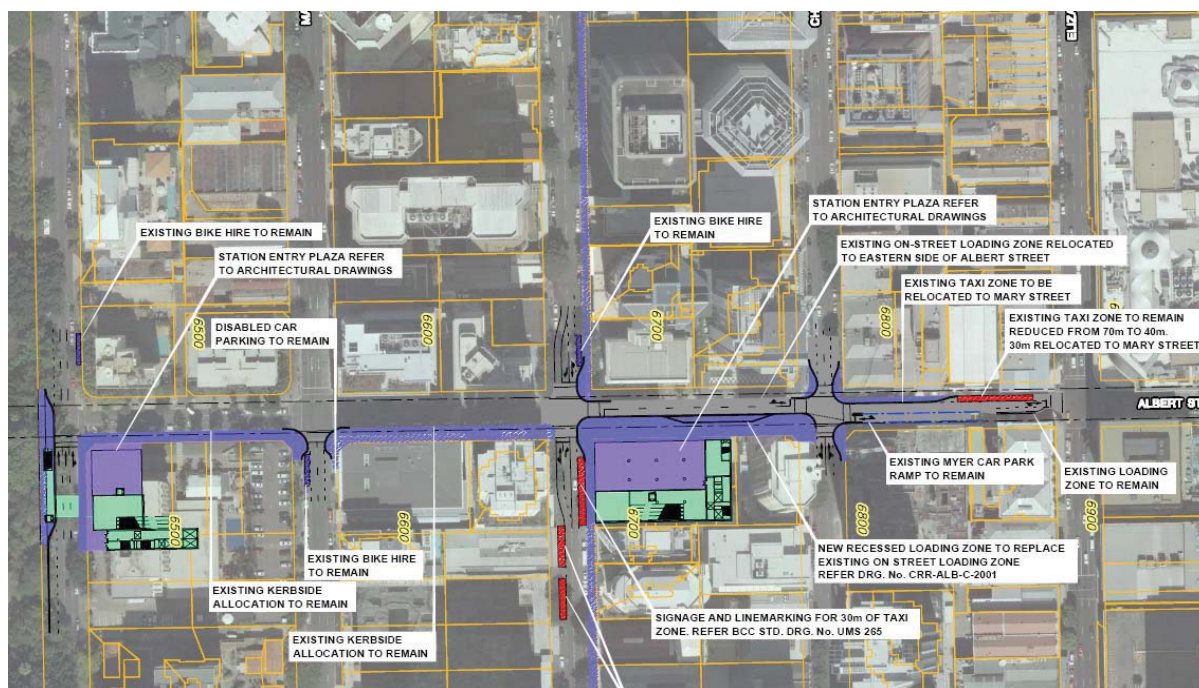 MA
CH
ELIZA
EXISTING BIKE HIRE TO REMAIN
STATION ENTRY PLAZA REFER
TO ARCHITECTURAL DRAWINGS
DISABLED CAR
PARKING TO REMAIN
EXISTING BIKE HIRE
TO REMAIN
STATION ENTRY PLAZA REFER
TO ARCHITECTURAL DRAWINGS
EXISTING ON-STREET LOADING ZONE RELOCATED
TO EASTERN SIDE OF ALBERT STREET
EXISTING TAXI ZONE TO BE
RELOCATED TO MARY STREET
EXISTING TAXI ZONE TO REMAIN
REDUCED FROM 70m TO 40m.
30m RELOCATED TO MARY STREET
6500
6600
6700
6800
ALBERT ST
EXISTING MYER CAR PARK
RAMP TO REMAIN
EXISTING LOADING
ZONE TO REMAIN
6500
6600
6700
6800
6900
EXISTING BIKE HIRE
TO REMAIN
EXISTING KERBSIDE
ALLOCATION TO REMAIN
EXISTING KERBSIDE
ALLOCATION TO REMAIN
NEW RECESSED LOADING ZONE TO REPLACE
EXISTING ON STREET LOADING ZONE
REFER DRG. No. CRR-ALB-C-2001
SIGNAGE AND LINEMARKING FOR 30m OF TAXI
ZONE. REFER BCC STD. DRG. No. UMS 265